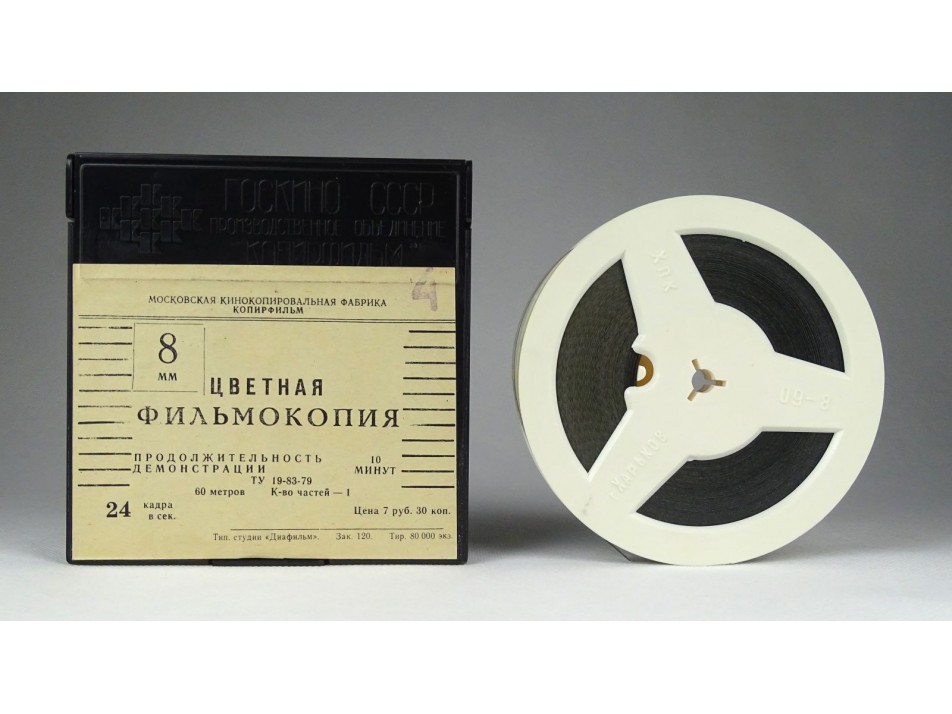 ГОСКИНО СССР
ПРОИЗВОДСТВЕННОЕ ОБЪЕДИНЕНИЕ
"КОПИРФИЛЬМ"
4
МОСКОВСКАЯ КИНОКОПИРОВАЛЬНАЯ ФАБРИКА
КОПИРФИЛЬМ
8
мм
ЦВЕТНАЯ
ФИЛЬМОКОПИЯ
ПРОДОЛЖИТЕЛЬНОСТЬ
ДЕМОНСТРАЦИИ
10
МИНУТ
ТУ 19-83-79
60 метров К-во частей — 1
24 кадра
в сек.
Цена 7 руб. 30 коп.
Тип. студии «Диафильм». Зак. 120. Тир. 80 000 экз
ХПК
ХАРЬКОВ